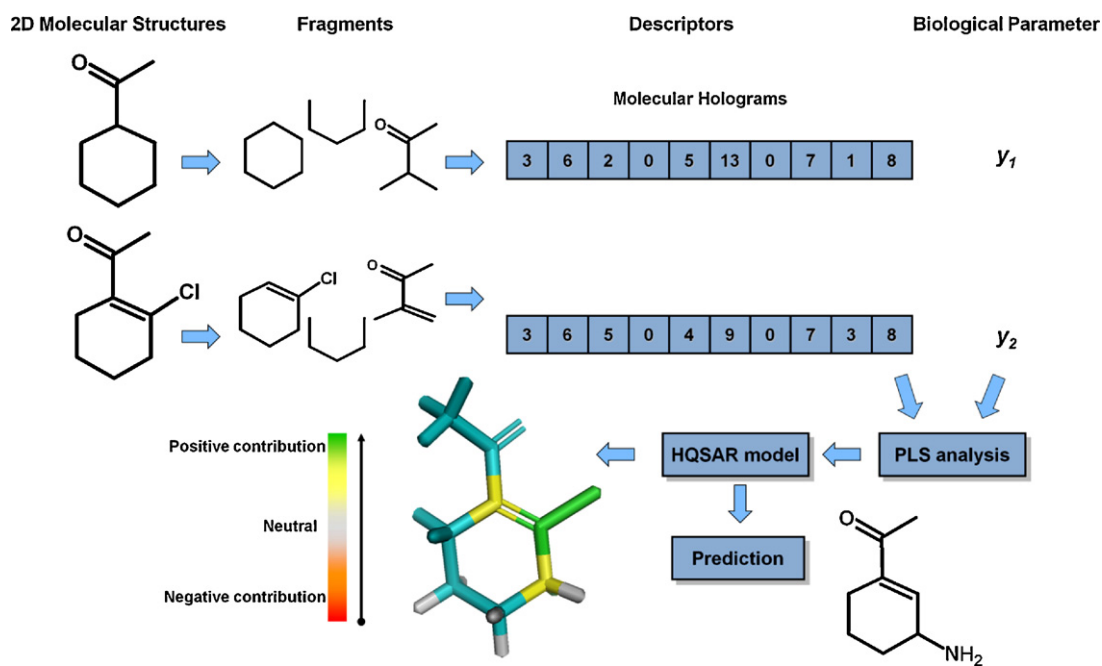 2D Molecular Structures Fragments Descriptors Biological Parameter
O
Molecular Holograms
O
3 6 2 0 5 13 0 7 1 8
y1
O
Cl
Cl
O
3 6 5 0 4 9 0 7 3 8
y2
Positive contribution
Neutral
Negative contribution
HQSAR model
PLS analysis
Prediction
O
NH2